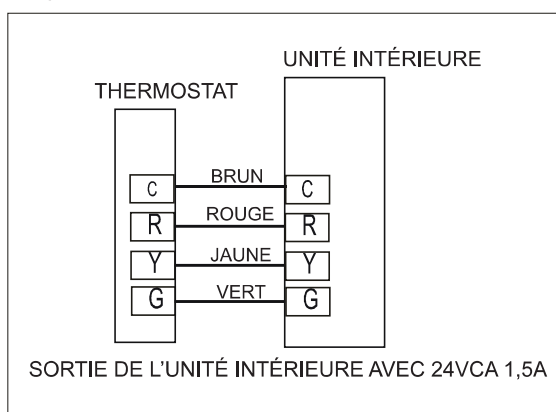 UNITÉ INTÉRIEURE
THERMOSTAT
C BRUN C
R ROUGE R
Y JAUNE Y
G VERT G
SORTIE DE L'UNITÉ INTÉRIEURE AVEC 24VCA 1,5A